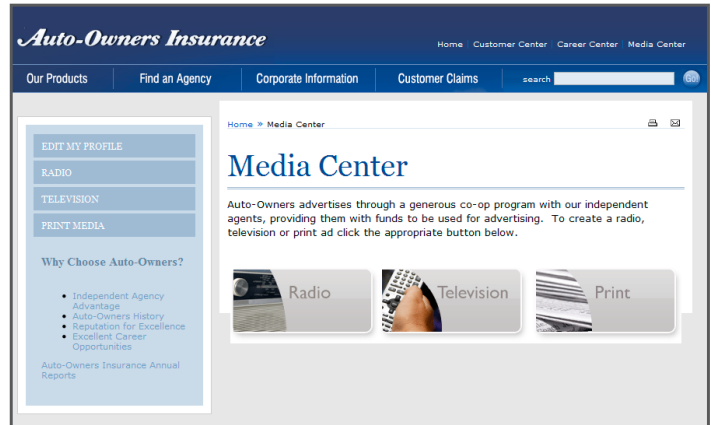 Auto-Owners Insurance
Home | Customer Center | Career Center | Media Center
Our Products
Find an Agency
Corporate Information
Customer Claims
search
Go!
EDIT MY PROFILE
RADIO
TELEVISION
PRINT MEDIA
Why Choose Auto-Owners?
Independent Agency
Advantage
Auto-Owners History
Reputation for Excellence
Excellent Career
Opportunities
Auto-Owners Insurance Annual
Reports
Home » Media Center
Media Center
Auto-Owners advertises through a generous co-op program with our independent
agents, providing them with funds to be used for advertising. To create a radio,
television or print ad click the appropriate button below.
Radio
Television
Print